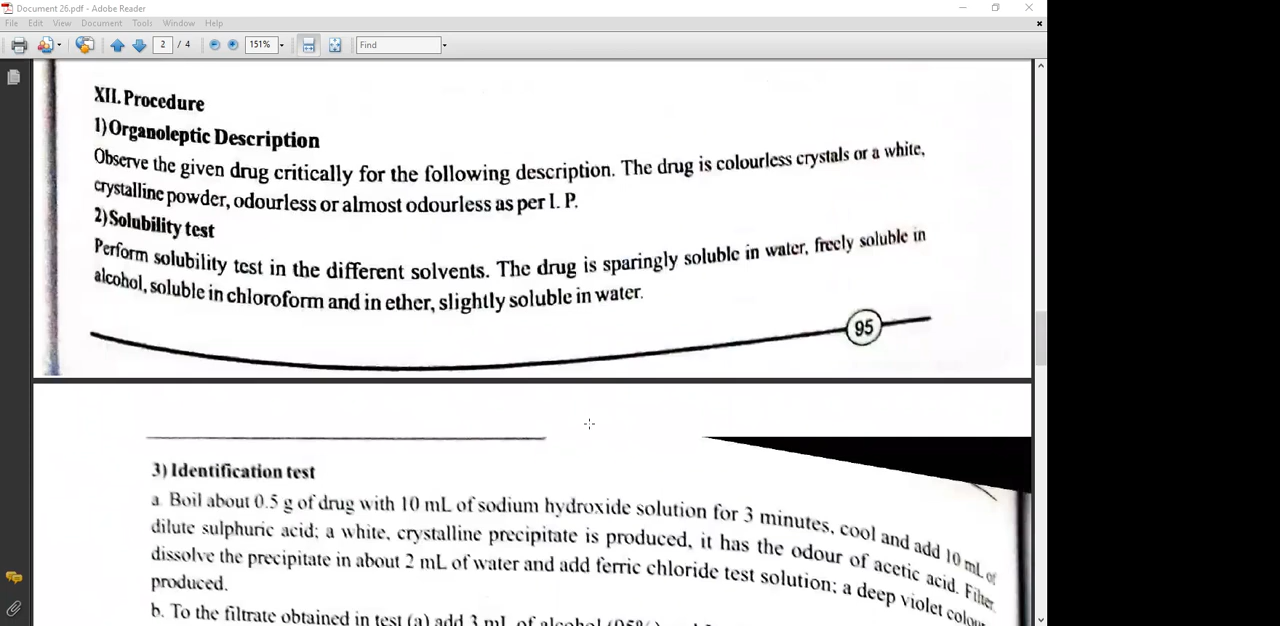 Document 26.pdf - Adobe Reader
File Edit View Document Tools Window Help
2 / 4 151% Find
XII. Procedure
1) Organoleptic Description
Observe the given drug critically for the following description. The drug is colourless crystals or a white,
crystalline powder, odourless or almost odourless as per I. P.
2) Solubility test
Perform solubility test in the different solvents. The drug is sparingly soluble in water, freely soluble in
alcohol, soluble in chloroform and in ether, slightly soluble in water.
95
3) Identification test
a. Boil about 0.5 g of drug with 10 mL of sodium hydroxide solution for 3 minutes, cool and add 10 mL of
dilute sulphuric acid; a white, crystalline precipitate is produced, it has the odour of acetic acid. Filter,
dissolve the precipitate in about 2 mL of water and add ferric chloride test solution; a deep violet colou
produced.
b. To the filtrate obtained in test (a) add 3 mL of alcohol (95%)